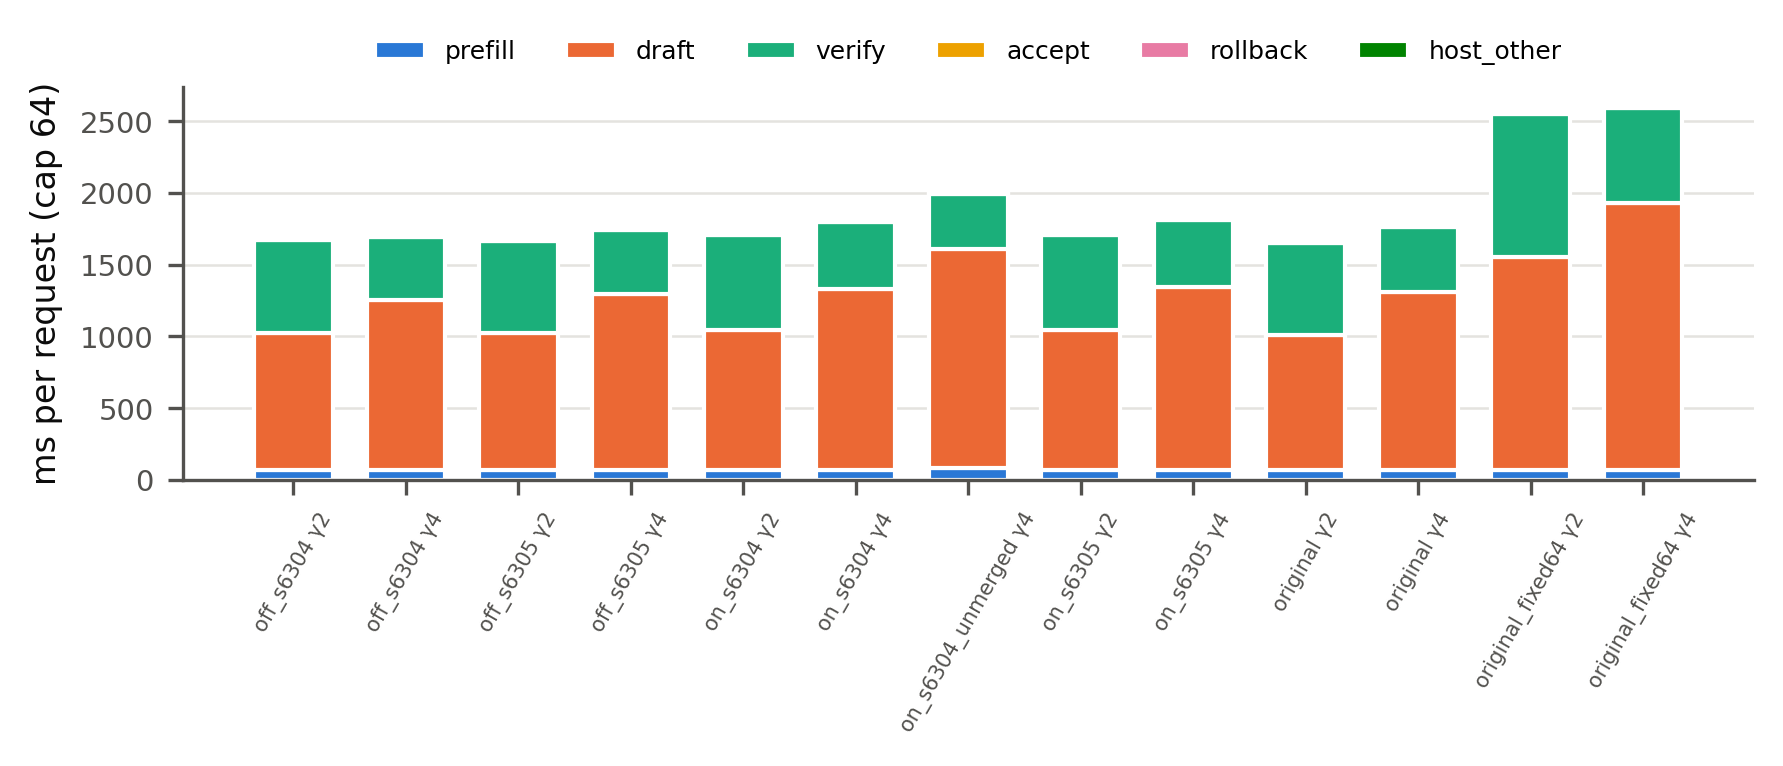 prefill draft verify accept rollback host_other
ms per request (cap 64)
2500
2000
1500
1000
500
0
off_s6304 γ2
off_s6304 γ4
off_s6305 γ2
off_s6305 γ4
on_s6304 γ2
on_s6304 γ4
on_s6304_unmerged γ4
on_s6305 γ2
on_s6305 γ4
original γ2
original γ4
original_fixed64 γ2
original_fixed64 γ4